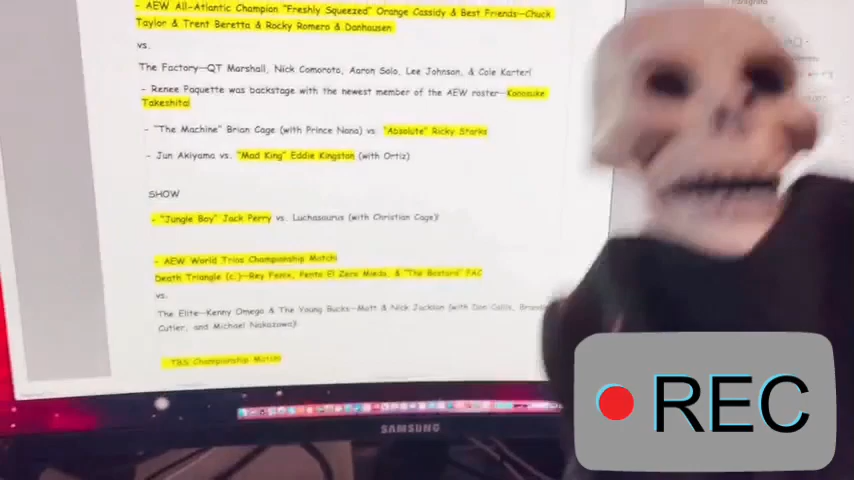 - AEW All-Atlantic Champion "Freshly Squeezed" Orange Cassidy & Best Friends—Chuck
Taylor & Trent Beretta & Rocky Romero & Danhausen
vs.
The Factory—QT Marshall, Nick Comoroto, Aaron Solo, Lee Johnson, & Cole Karter!
- Renee Paquette was backstage with the newest member of the AEW roster—Konosuke
Takeshita!
- "The Machine" Brian Cage (with Prince Nana) vs. "Absolute" Ricky Starks
- Jun Akiyama vs. "Mad King" Eddie Kingston (with Ortiz)
SHOW
- "Jungle Boy" Jack Perry vs. Luchasaurus (with Christian Cage)!
- AEW World Trios Championship Match!
Death Triangle (c.)—Rey Fenix, Penta El Zero Miedo, & "The Bastard" PAC
vs.
The Elite—Kenny Omega & The Young Bucks—Matt & Nick Jackson (with Don Callis,
Cutler, and Michael Nakazawa)!
TBS Championship Match!
SAMSUNG
REC